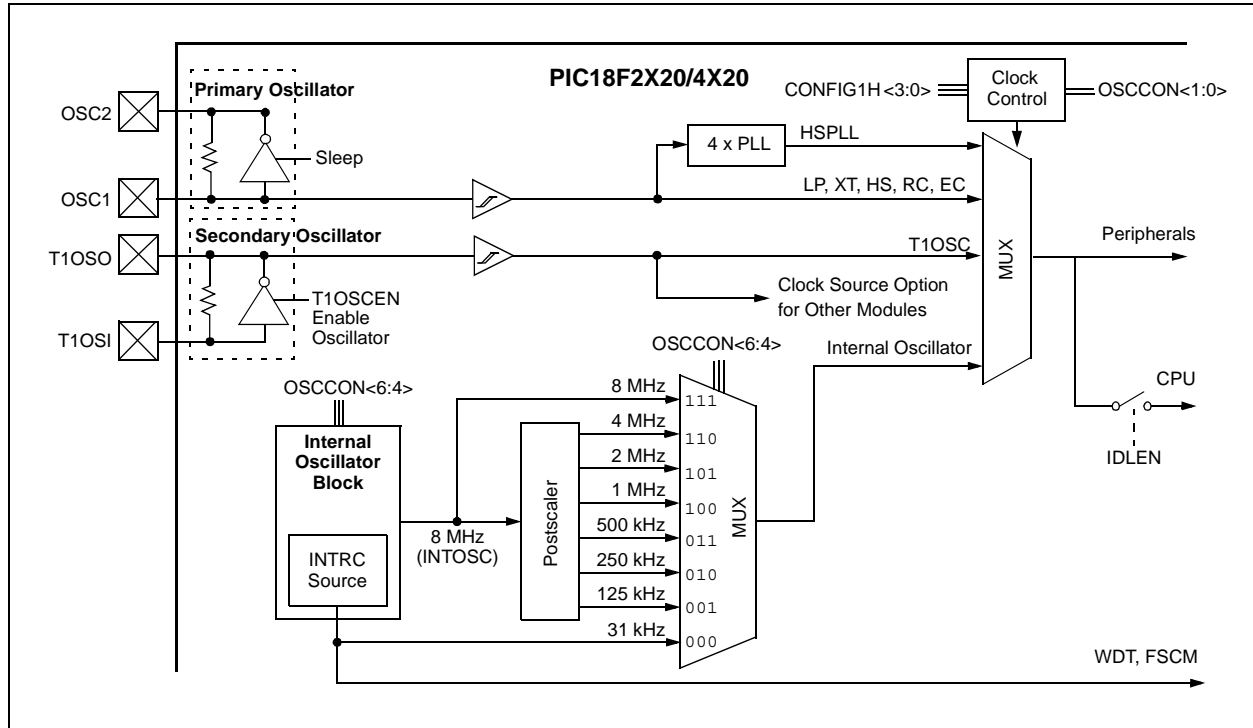 PIC18F2X20/4X20
Primary Oscillator
OSC2
Sleep
OSC1
Secondary Oscillator
T1OSO
T1OSCEN
Enable
Oscillator
T1OSI
CONFIG1H <3:0>
Clock
Control
OSCCON<1:0>
4 x PLL
HSPLL
LP, XT, HS, RC, EC
T1OSC
Clock Source Option
for Other Modules
Internal Oscillator
MUX
Peripherals
CPU
IDLEN
OSCCON<6:4>
Internal
Oscillator
Block
INTRC
Source
8 MHz
(INTOSC)
Postscaler
OSCCON<6:4>
8 MHz
111
4 MHz
110
2 MHz
101
1 MHz
100
500 kHz
011
250 kHz
010
125 kHz
001
31 kHz
000
MUX
WDT, FSCM